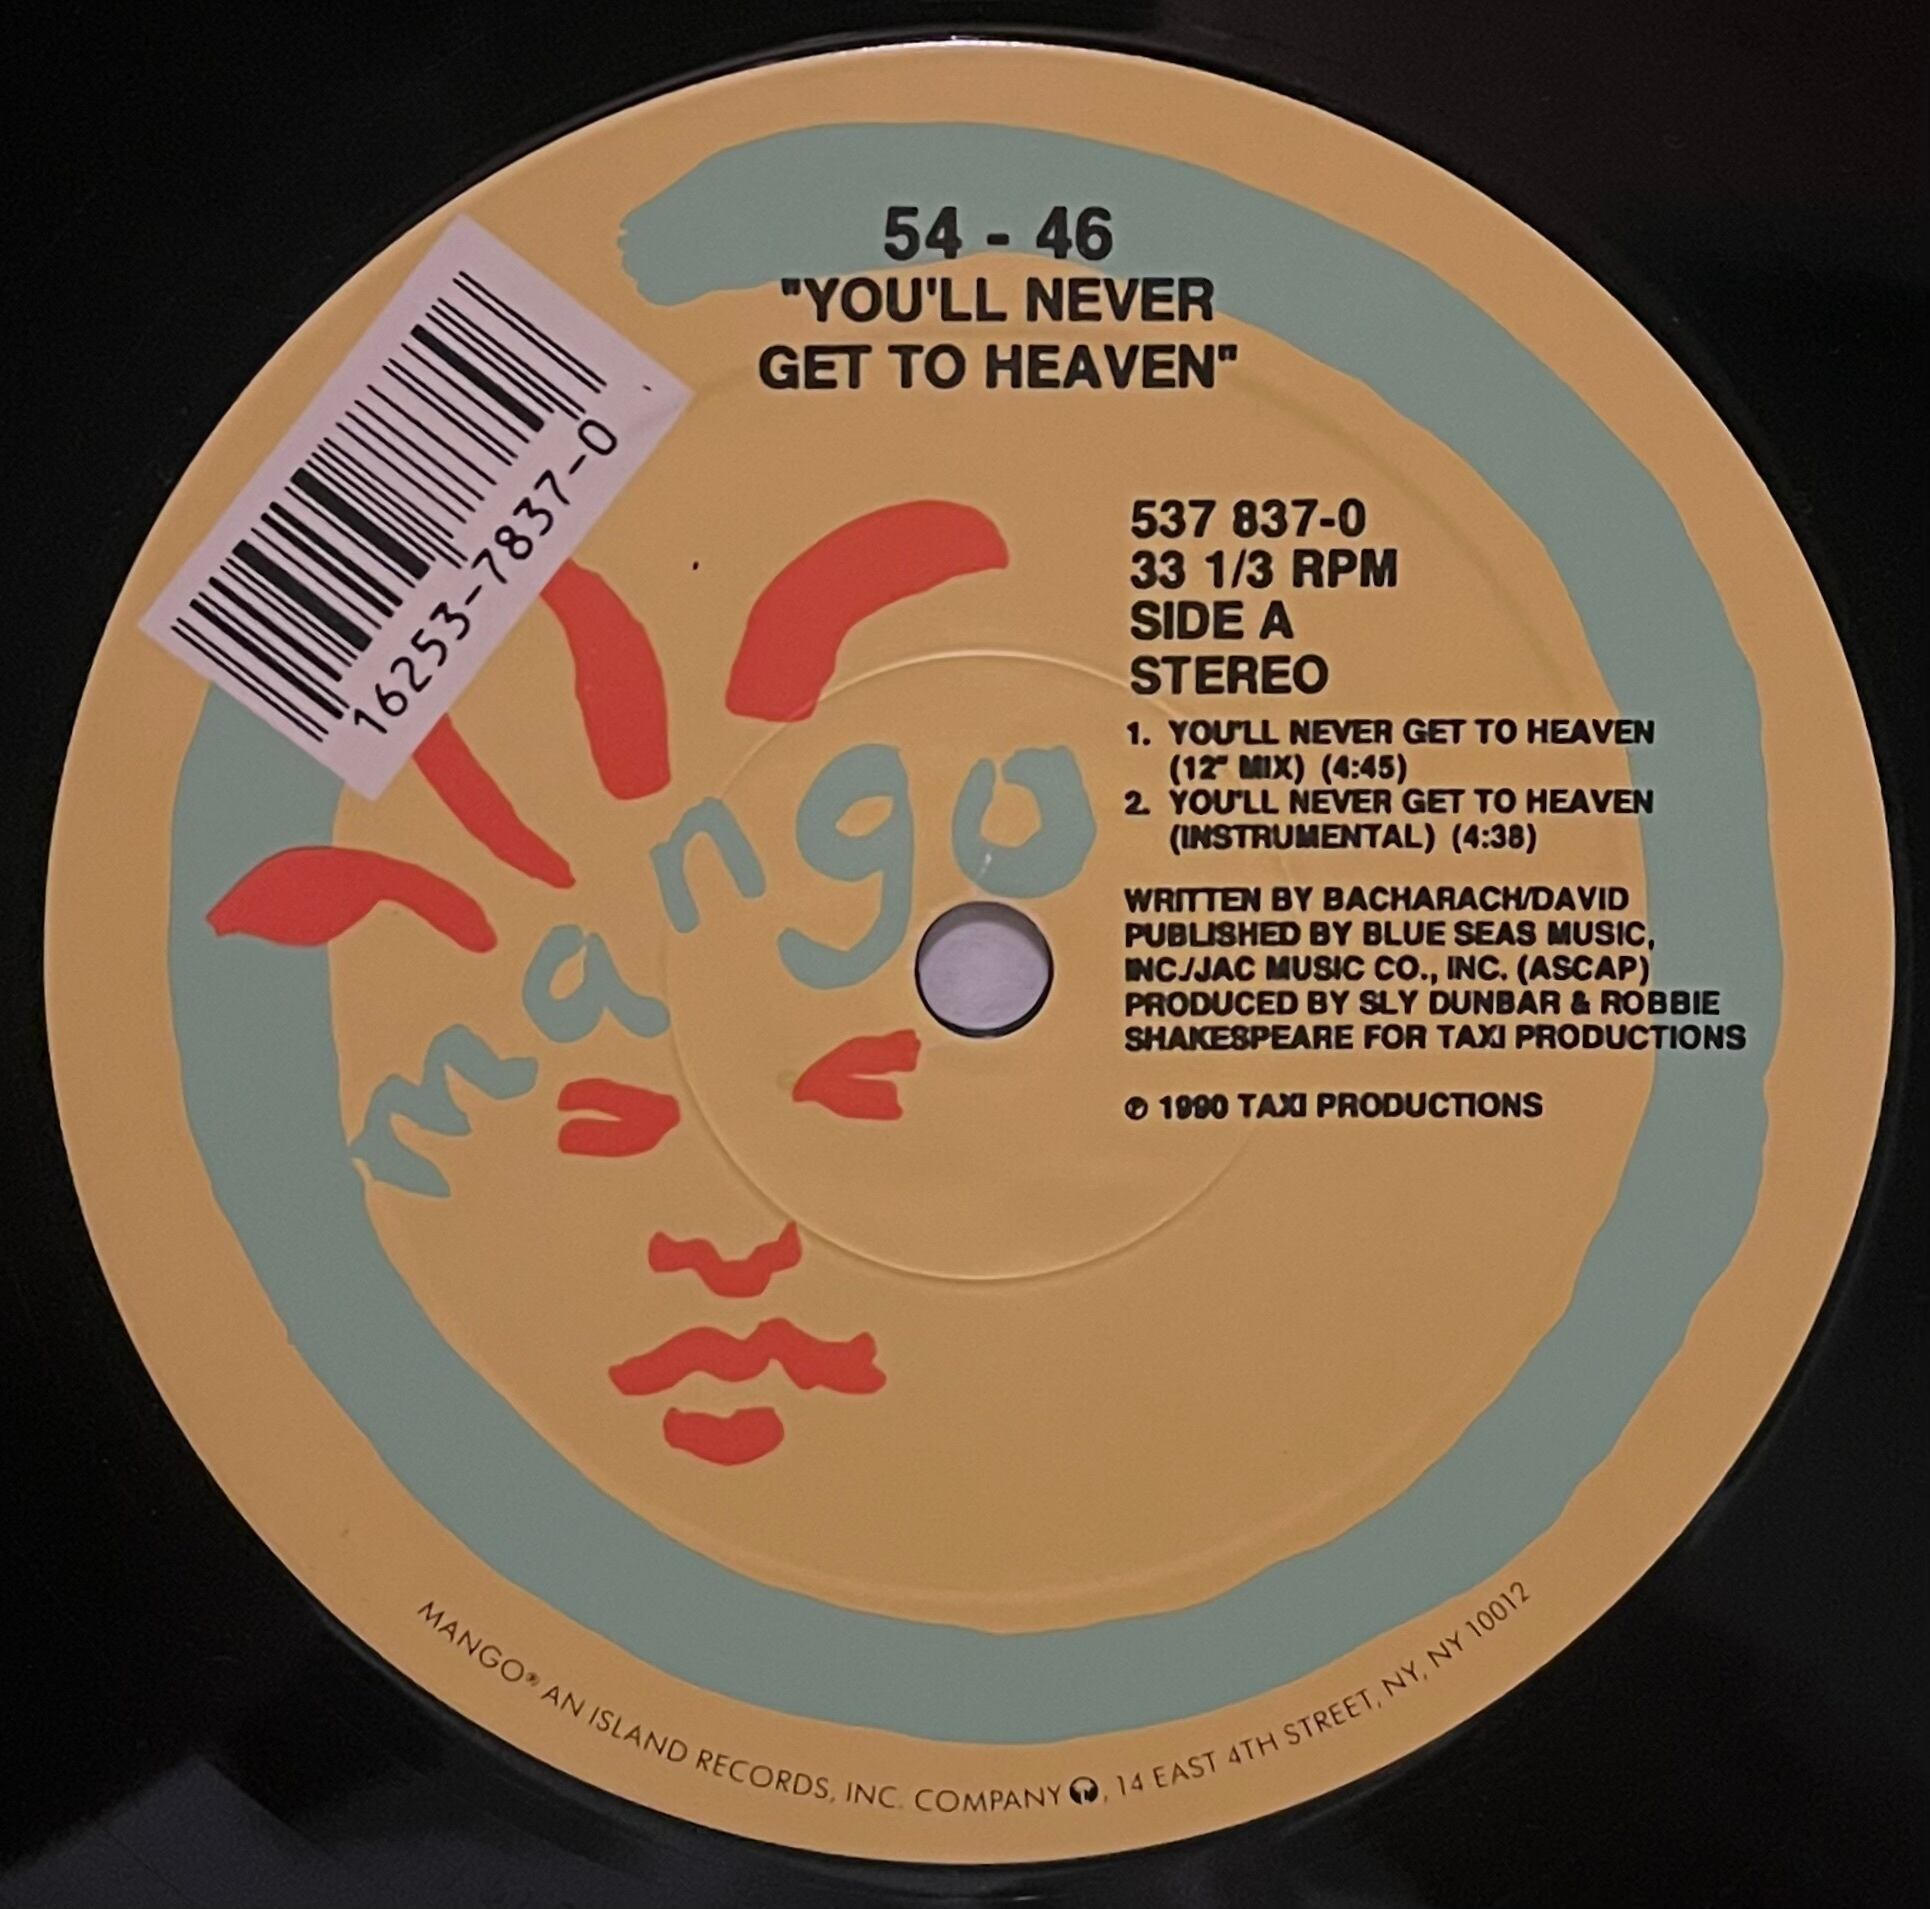 54 - 46
"YOU'LL NEVER
GET TO HEAVEN"
16253-7837-0
537 837-0
33 1/3 RPM
SIDE A
STEREO
1. YOU'LL NEVER GET TO HEAVEN
(12" MIX) (4:45)
2. YOU'LL NEVER GET TO HEAVEN
(INSTRUMENTAL) (4:38)
mango
WRITTEN BY BACHARACH/DAVID
PUBLISHED BY BLUE SEAS MUSIC,
INC./JAC MUSIC CO., INC. (ASCAP)
PRODUCED BY SLY DUNBAR & ROBBIE
SHAKESPEARE FOR TAXI PRODUCTIONS
℗ 1990 TAXI PRODUCTIONS
MANGO® AN ISLAND RECORDS, INC. COMPANY, 14 EAST 4TH STREET, NY, NY 10012